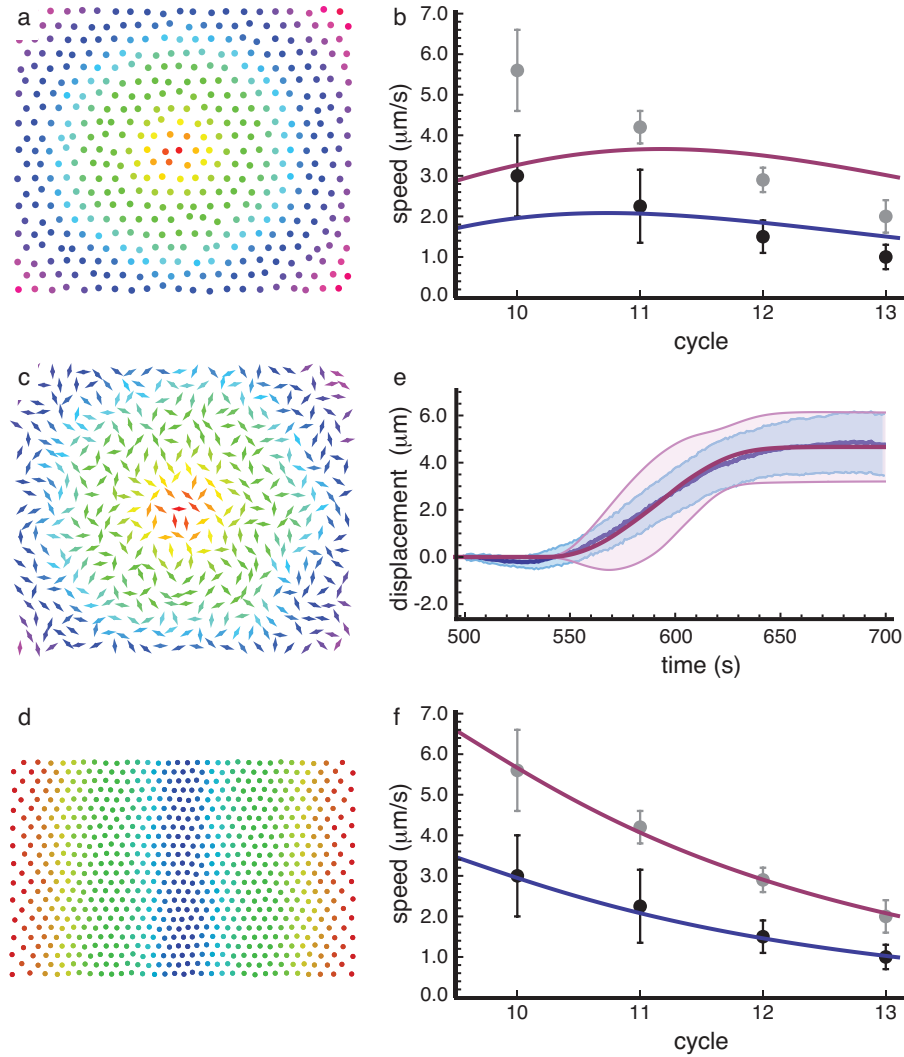 a
b
7.0
6.0
5.0
4.0
3.0
2.0
1.0
0.0
speed (μm/s)
10 11 12 13
cycle
c
e
6.0
4.0
2.0
0.0
-2.0
displacement (μm)
500 550 600 650 700
time (s)
d
f
7.0
6.0
5.0
4.0
3.0
2.0
1.0
0.0
speed (μm/s)
10 11 12 13
cycle